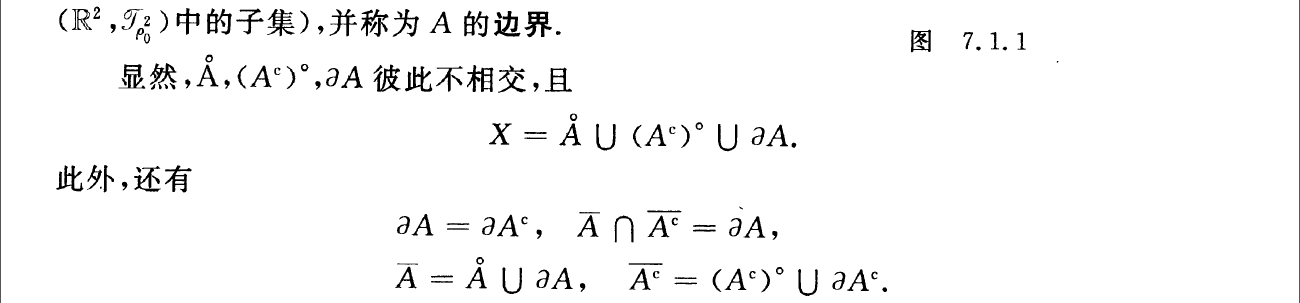 (ℝ²,𝒯_{ρ₀²})中的子集),并称为 A 的边界.
图 7.1.1
显然,Å,(Aᶜ)°,∂A 彼此不相交,且
X = Å ∪ (Aᶜ)° ∪ ∂A.
此外,还有
∂A = ∂Aᶜ, \overline{A} ∩ \overline{Aᶜ} = ∂A,
\overline{A} = Å ∪ ∂A, \overline{Aᶜ} = (Aᶜ)° ∪ ∂Aᶜ.